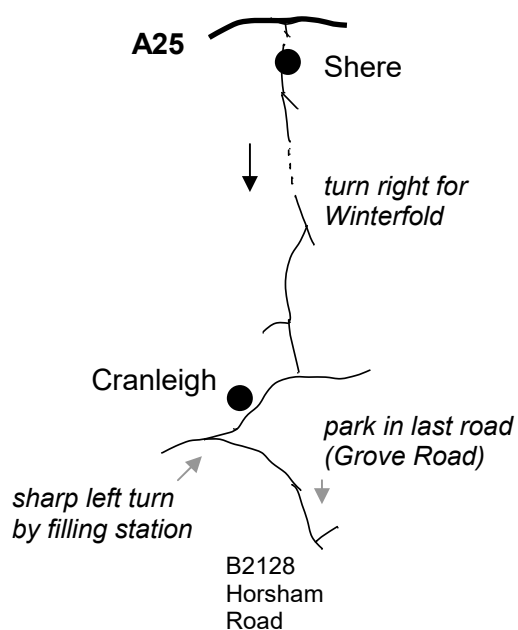 A25
Shere
turn right for
Winterfold
Cranleigh
park in last road
(Grove Road)
sharp left turn
by filling station
B2128
Horsham
Road